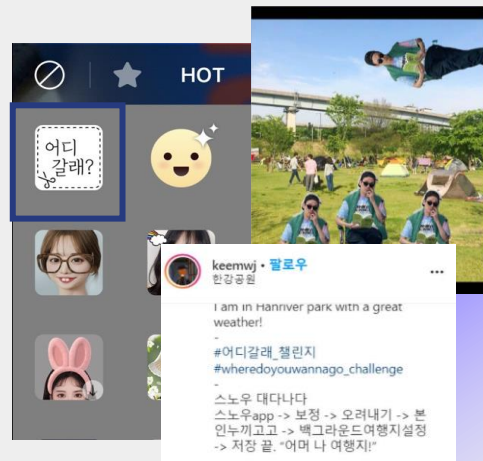 HOT
어디
갈래?
keemwj • 팔로우
한강공원
I am in Hanriver park with a great
weather!
-
#어디갈래_챌린지
#wheredoyouwannago_challenge
-
스노우 대다나다
스노우app -> 보정 -> 오려내기 -> 본
인누끼고고 -> 백그라운드여행지설정
-> 저장 끝. “어머 나 여행지!”